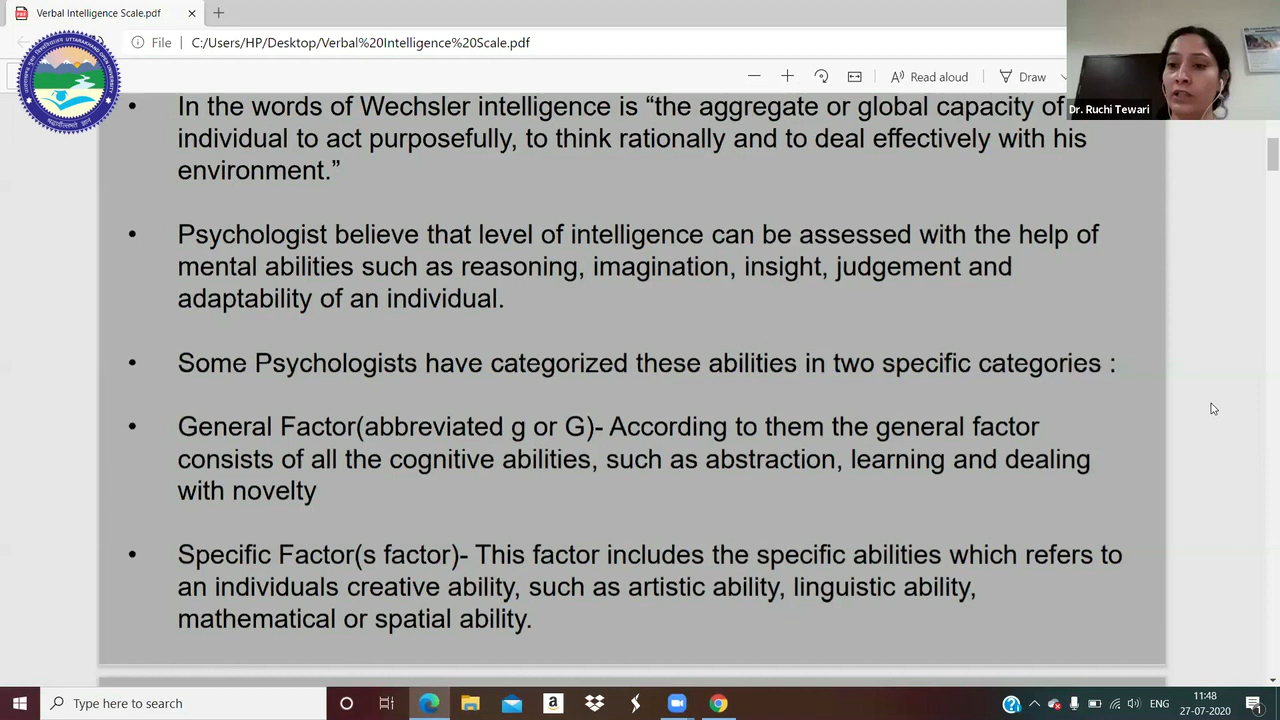 Verbal Intelligence Scale.pdf
File
C:/Users/HP/Desktop/Verbal%20Intelligence%20Scale.pdf
Read aloud
Draw
Dr. Ruchi Tewari
• In the words of Wechsler intelligence is “the aggregate or global capacity of
individual to act purposefully, to think rationally and to deal effectively with his
environment.”
• Psychologist believe that level of intelligence can be assessed with the help of
mental abilities such as reasoning, imagination, insight, judgement and
adaptability of an individual.
• Some Psychologists have categorized these abilities in two specific categories :
• General Factor(abbreviated g or G)- According to them the general factor
consists of all the cognitive abilities, such as abstraction, learning and dealing
with novelty
• Specific Factor(s factor)- This factor includes the specific abilities which refers to
an individuals creative ability, such as artistic ability, linguistic ability,
mathematical or spatial ability.
Type here to search
ENG
11:48
27-07-2020